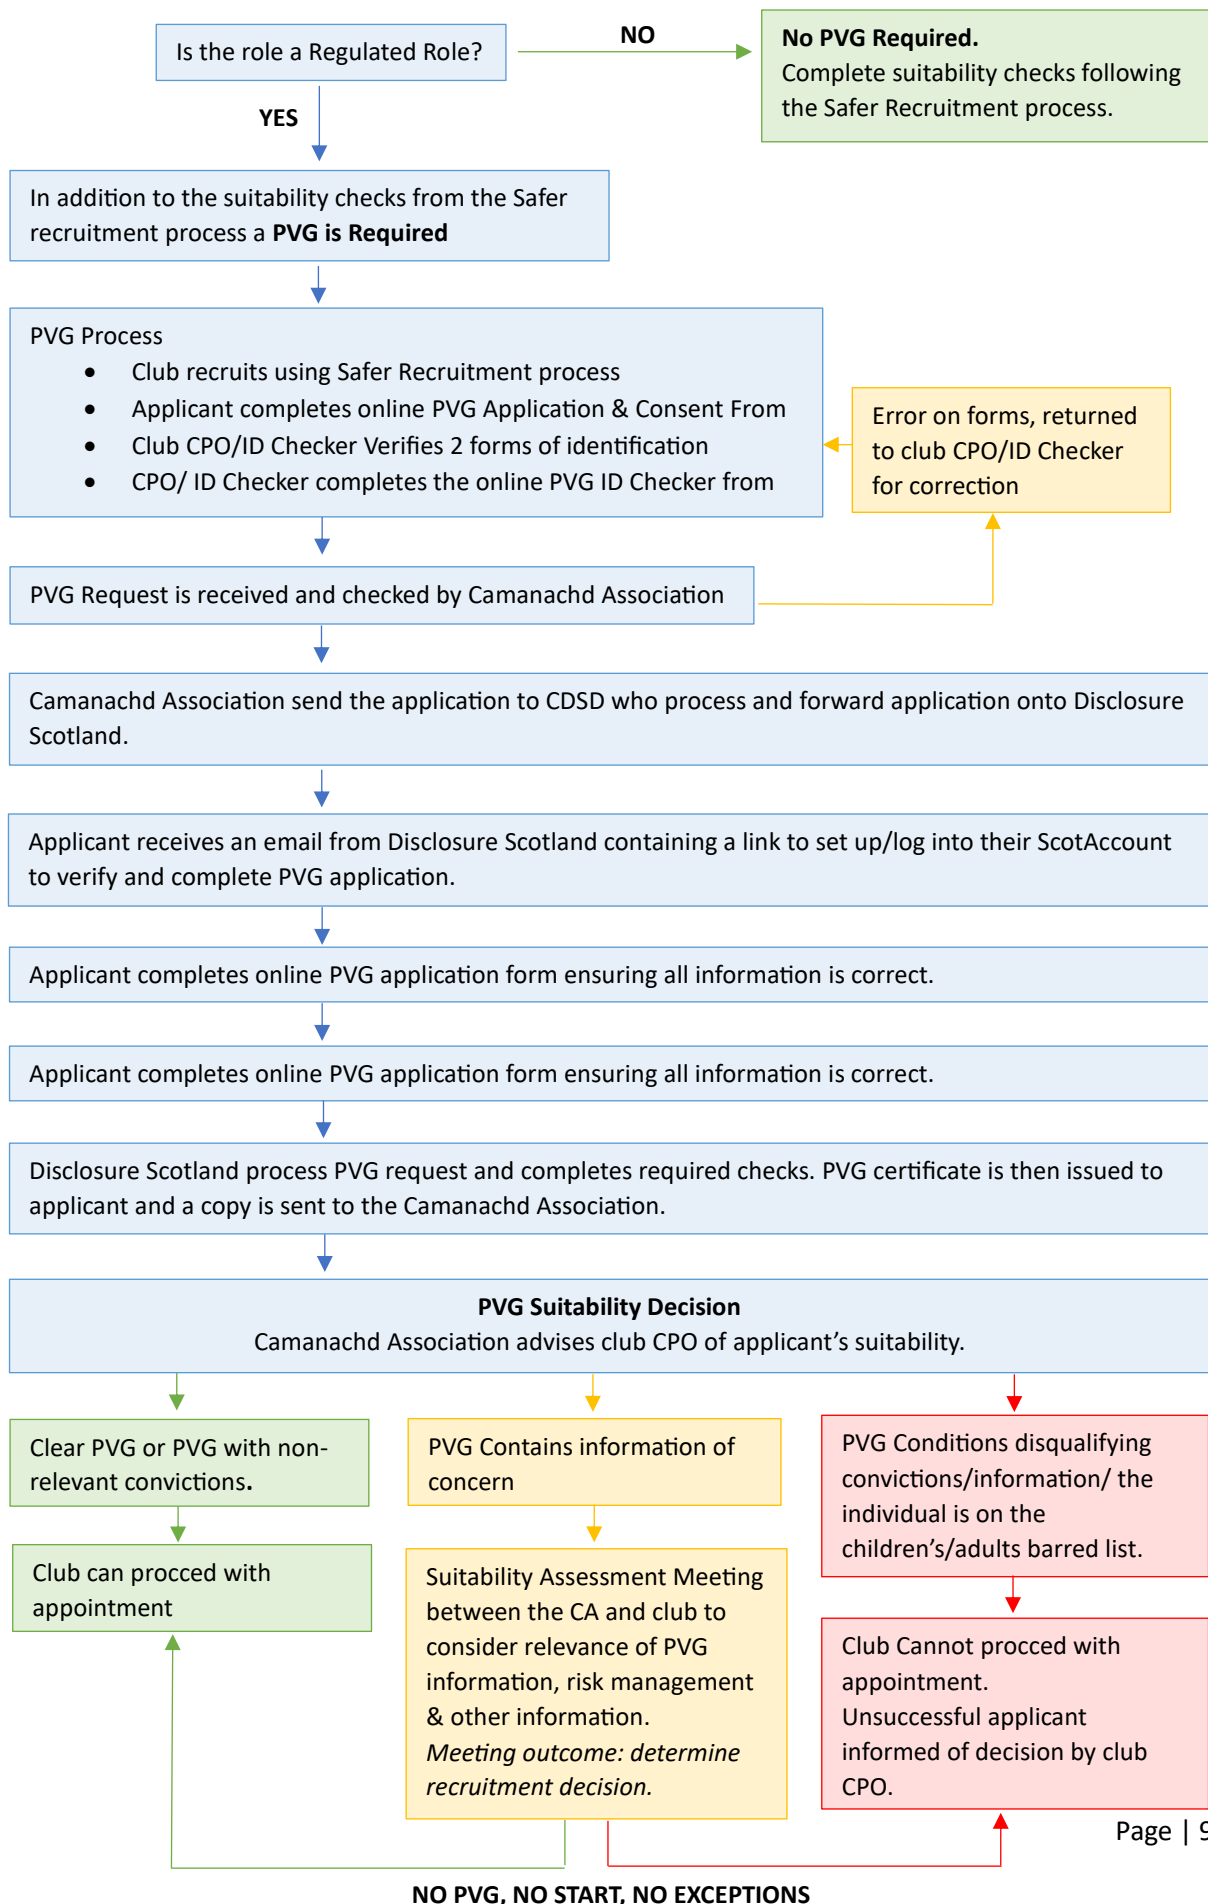 Is the role a Regulated Role?
NO
No PVG Required.
Complete suitability checks following
the Safer Recruitment process.
YES
In addition to the suitability checks from the Safer
recruitment process a PVG is Required
PVG Process
• Club recruits using Safer Recruitment process
• Applicant completes online PVG Application & Consent From
• Club CPO/ID Checker Verifies 2 forms of identification
• CPO/ ID Checker completes the online PVG ID Checker from
Error on forms, returned
to club CPO/ID Checker
for correction
PVG Request is received and checked by Camanachd Association
Camanachd Association send the application to CDSD who process and forward application onto Disclosure
Scotland.
Applicant receives an email from Disclosure Scotland containing a link to set up/log into their ScotAccount
to verify and complete PVG application.
Applicant completes online PVG application form ensuring all information is correct.
Applicant completes online PVG application form ensuring all information is correct.
Disclosure Scotland process PVG request and completes required checks. PVG certificate is then issued to
applicant and a copy is sent to the Camanachd Association.
PVG Suitability Decision
Camanachd Association advises club CPO of applicant’s suitability.
Clear PVG or PVG with non-
relevant convictions.
Club can procced with
appointment
PVG Contains information of
concern
Suitability Assessment Meeting
between the CA and club to
consider relevance of PVG
information, risk management
& other information.
Meeting outcome: determine
recruitment decision.
PVG Conditions disqualifying
convictions/information/ the
individual is on the
children’s/adults barred list.
Club Cannot procced with
appointment.
Unsuccessful applicant
informed of decision by club
CPO.
Page | 9
NO PVG, NO START, NO EXCEPTIONS